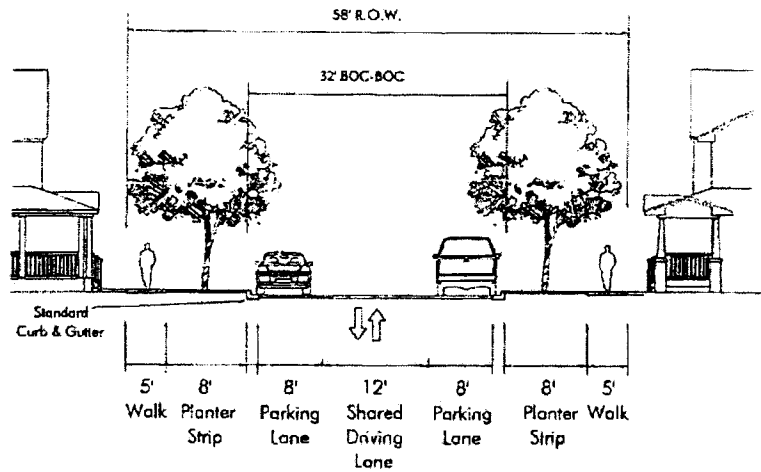 58' R.O.W.
32' BOC-BOC
Standard
Curb & Gutter
5' 8' 8' 12' 8' 8' 5'
Walk Planter Parking Shared Parking Planter Walk
Strip Lane Driving Lane Strip
Lane